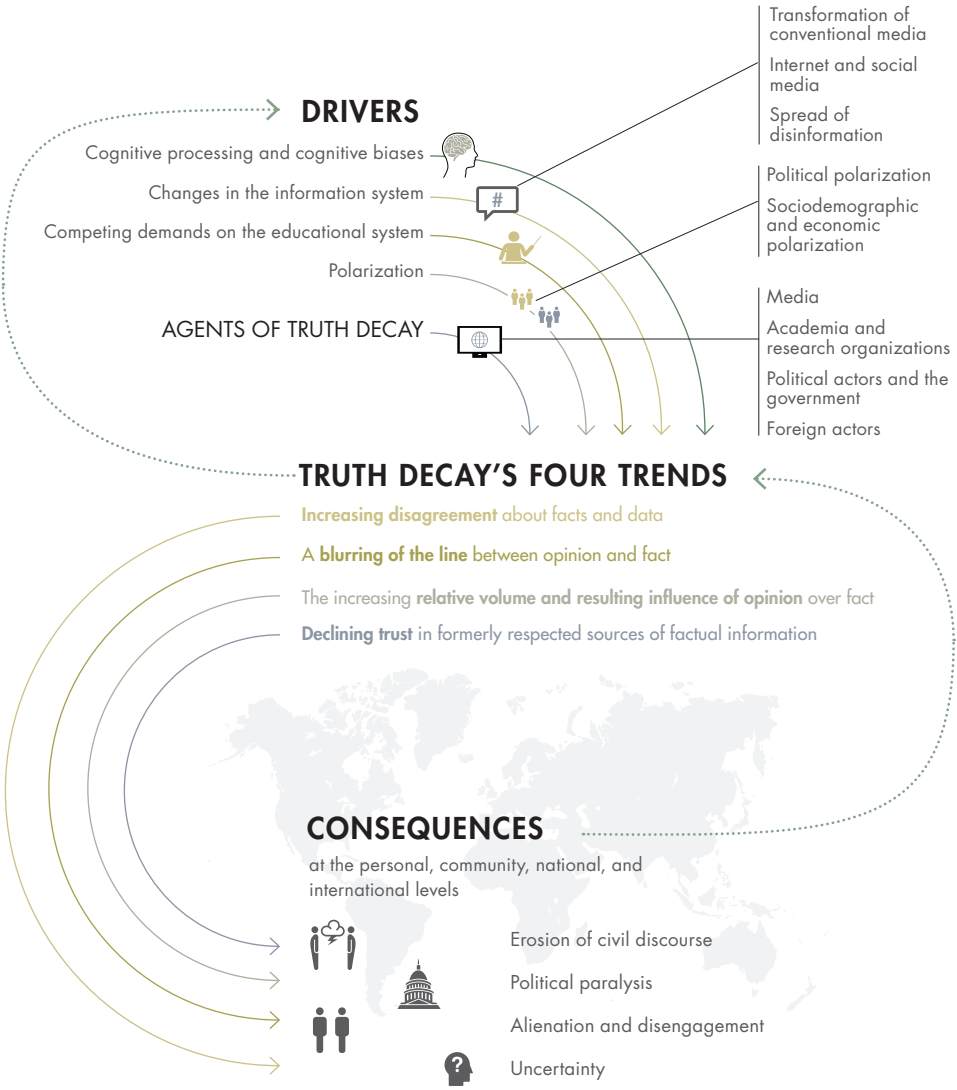 Transformation of
conventional media
Internet and social
media
Spread of
disinformation
DRIVERS
Cognitive processing and cognitive biases
Changes in the information system
#
Competing demands on the educational system
Polarization
Political polarization
Sociodemographic
and economic
polarization
AGENTS OF TRUTH DECAY
Media
Academia and
research organizations
Political actors and the
government
Foreign actors
TRUTH DECAY’S FOUR TRENDS
Increasing disagreement about facts and data
A blurring of the line between opinion and fact
The increasing relative volume and resulting influence of opinion over fact
Declining trust in formerly respected sources of factual information
CONSEQUENCES
at the personal, community, national, and
international levels
Erosion of civil discourse
Political paralysis
Alienation and disengagement
?
Uncertainty